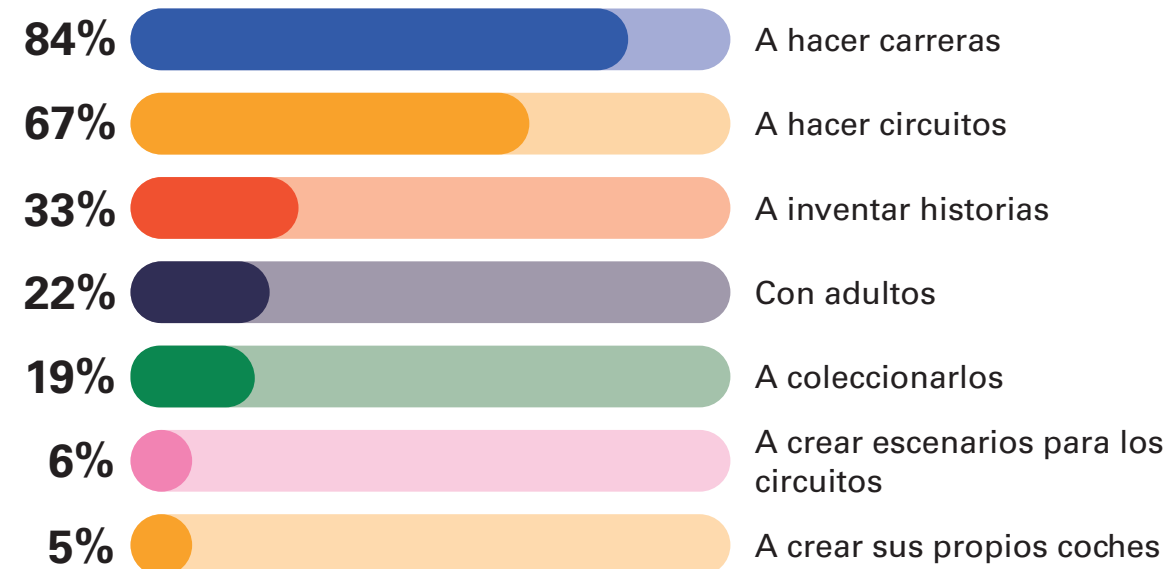 84% A hacer carreras
67% A hacer circuitos
33% A inventar historias
22% Con adultos
19% A coleccionarlos
6% A crear escenarios para los
circuitos
5% A crear sus propios coches